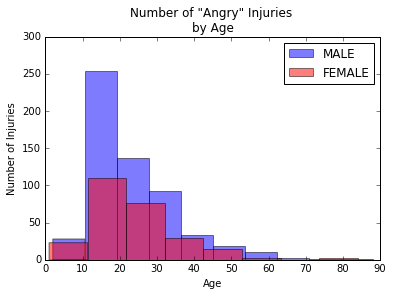 Number of "Angry" Injuries
by Age
MALE
FEMALE
300
250
200
150
100
50
0
Number of Injuries
0 10 20 30 40 50 60 70 80 90
Age